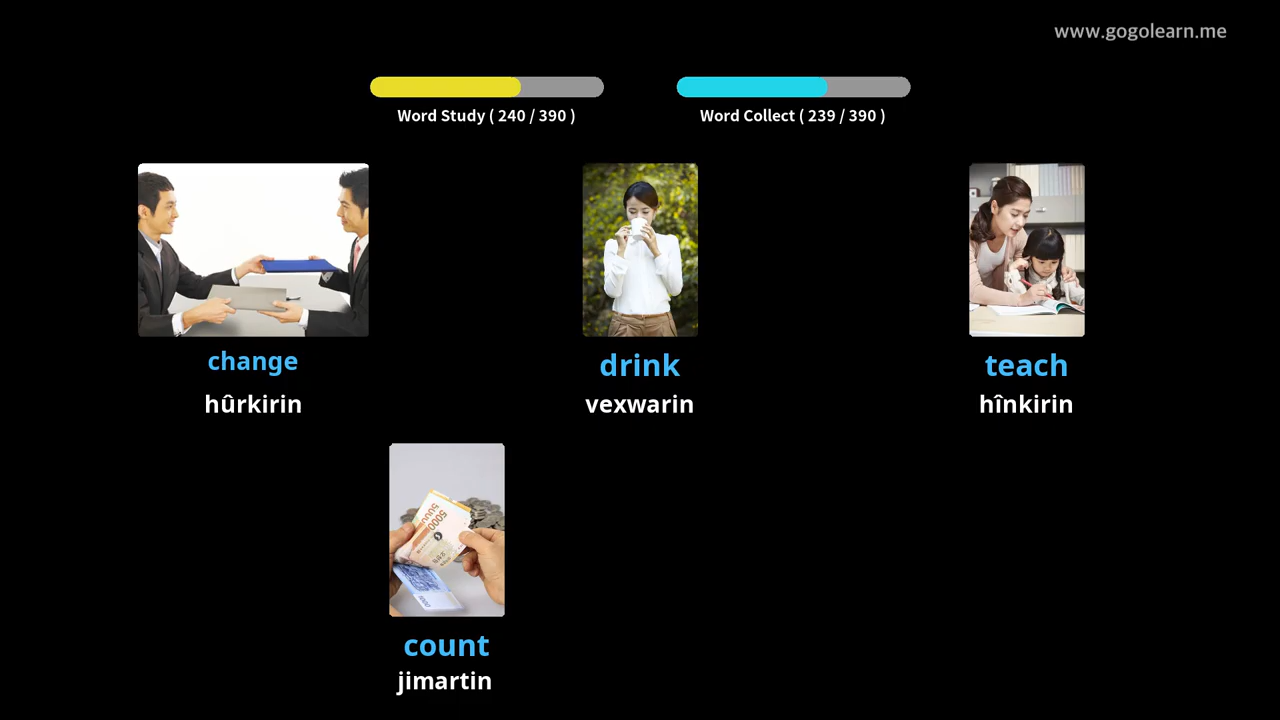 www.gogolearn.me
Word Study ( 240 / 390 )
Word Collect ( 239 / 390 )
change
drink
teach
hûrkirin
vexwarin
hînkirin
5000
count
jimartin